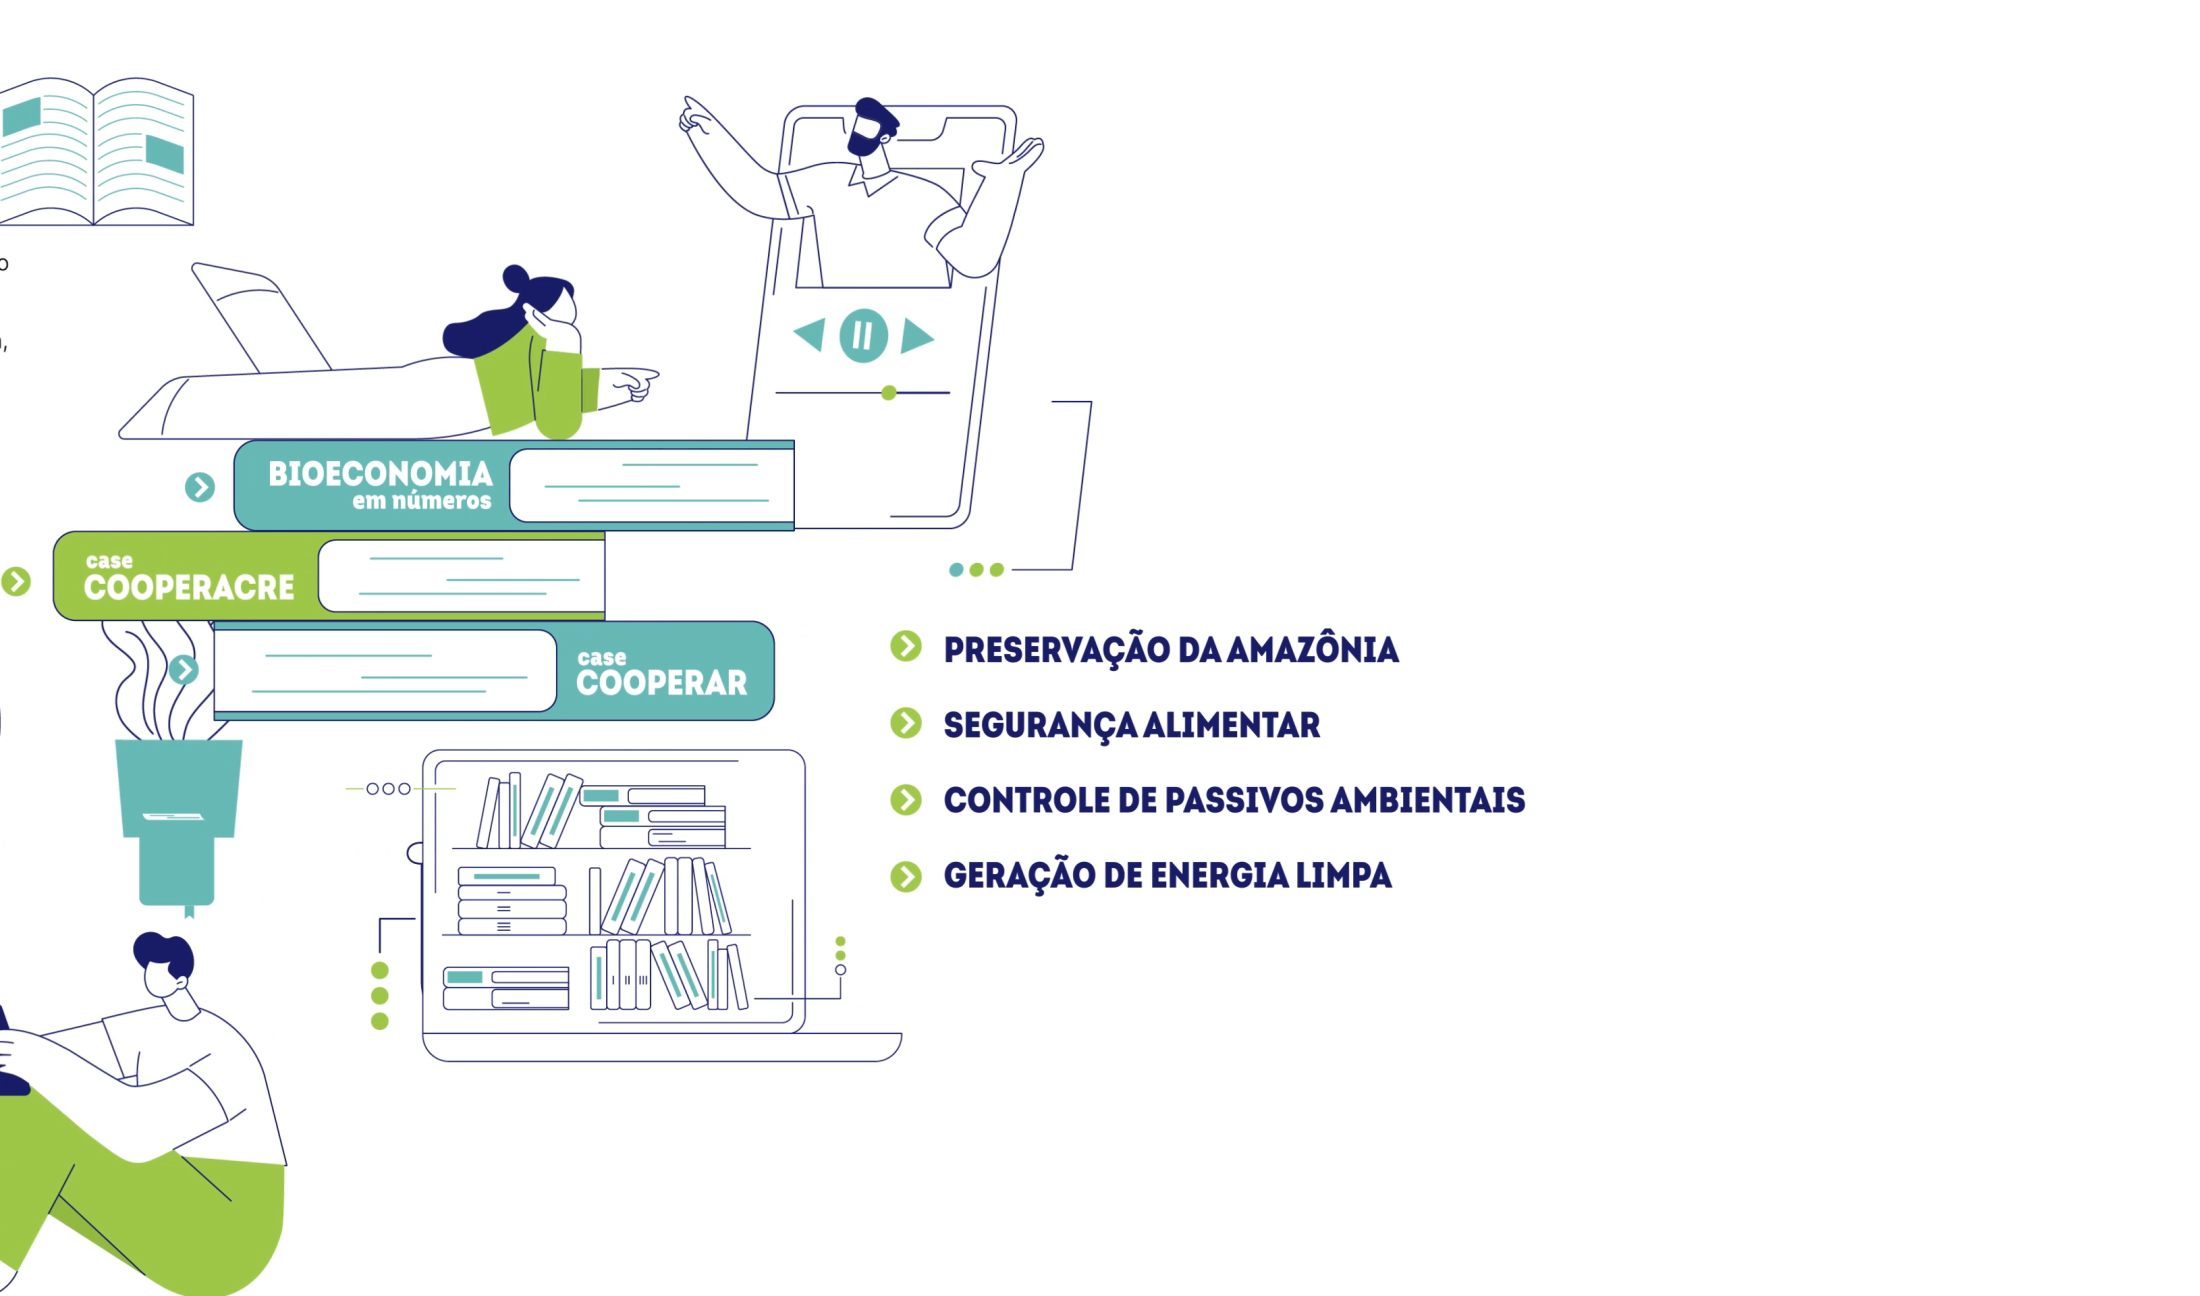 BIOECONOMIA
em números
case
COOPERACRE
case
COOPERAR
PRESERVAÇÃO DA AMAZÔNIA
SEGURANÇA ALIMENTAR
CONTROLE DE PASSIVOS AMBIENTAIS
GERAÇÃO DE ENERGIA LIMPA